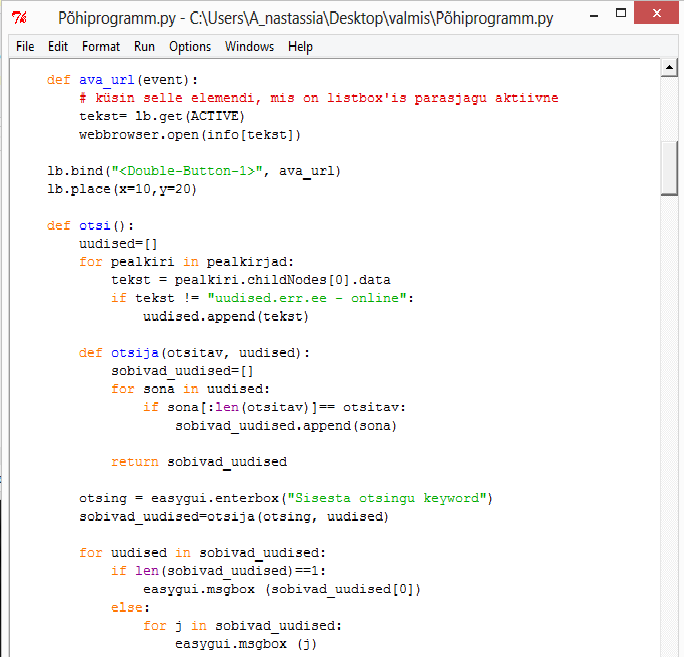 Põhiprogramm.py - C:\Users\A_nastassia\Desktop\valmis\Põhiprogramm.py
File Edit Format Run Options Windows Help
def ava_url(event):
    # küsin selle elemendi, mis on listbox'is parasjagu aktiivne
    tekst= lb.get(ACTIVE)
    webbrowser.open(info[tekst])

lb.bind("<Double-Button-1>", ava_url)
lb.place(x=10,y=20)

def otsi():
    uudised=[]
    for pealkiri in pealkirjad:
        tekst = pealkiri.childNodes[0].data
        if tekst != "uudised.err.ee - online":
            uudised.append(tekst)

    def otsija(otsitav, uudised):
        sobivad_uudised=[]
        for sona in uudised:
            if sona[:len(otsitav)]== otsitav:
                sobivad_uudised.append(sona)

        return sobivad_uudised

    otsing = easygui.enterbox("Sisesta otsingu keyword")
    sobivad_uudised=otsija(otsing, uudised)

    for uudised in sobivad_uudised:
        if len(sobivad_uudised)==1:
            easygui.msgbox (sobivad_uudised[0])
        else:
            for j in sobivad_uudised:
                easygui.msgbox (j)